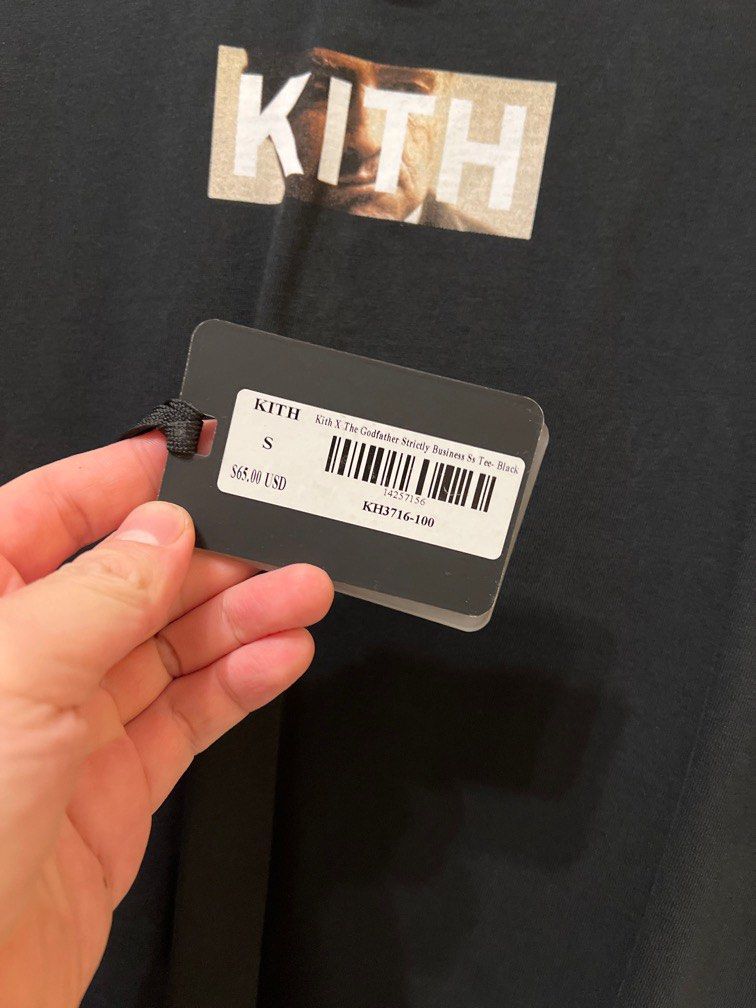 KITH
KITH
Kith X The Godfather Strictly Business Ss Tee- Black
S
$65.00 USD
14257156
KH3716-100